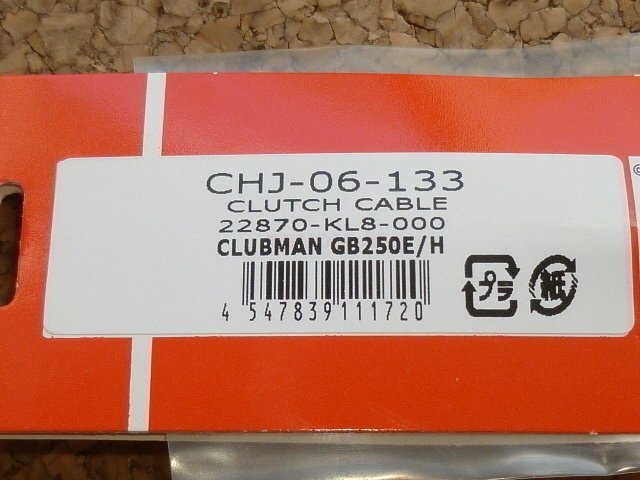 CHJ-06-133
CLUTCH CABLE
22870-KL8-000
CLUBMAN GB250E/H
4 547839 111720
プラ 紙